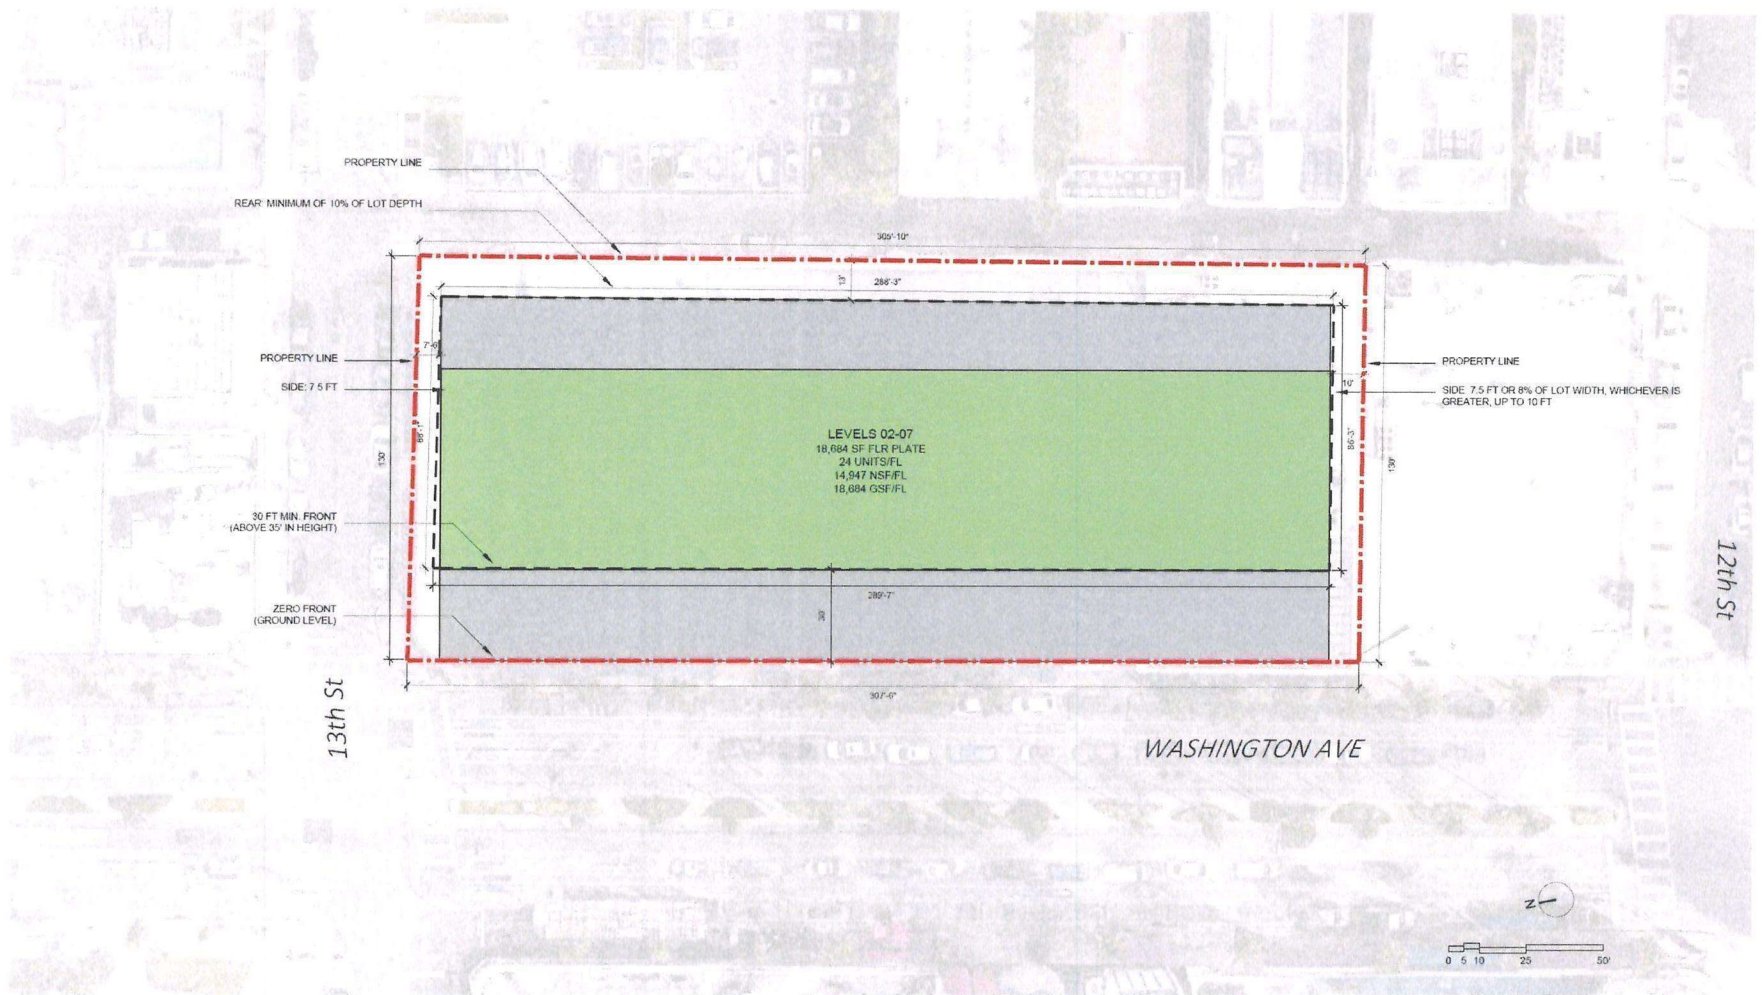 PROPERTY LINE
REAR: MINIMUM OF 10% OF LOT DEPTH
305'-10"
13'
288'-3"
7'-6"
PROPERTY LINE
PROPERTY LINE
SIDE: 7.5 FT
10'
SIDE: 7.5 FT OR 8% OF LOT WIDTH, WHICHEVER IS
GREATER, UP TO 10 FT
LEVELS 02-07
18,684 SF FLR PLATE
24 UNITS/FL
14,947 NSF/FL
18,684 GSF/FL
130'
88'-1"
86'-3"
130'
30 FT MIN. FRONT
(ABOVE 35' IN HEIGHT)
289'-7"
ZERO FRONT
(GROUND LEVEL)
30'
307'-6"
13th St
12th St
WASHINGTON AVE
N
0 5 10 25 50'